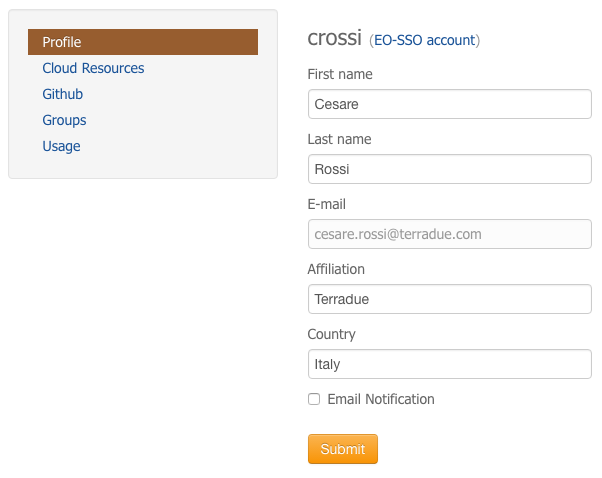 Profile
Cloud Resources
Github
Groups
Usage
crossi (EO-SSO account)
First name
Cesare
Last name
Rossi
E-mail
cesare.rossi@terradue.com
Affiliation
Terradue
Country
Italy
Email Notification
Submit